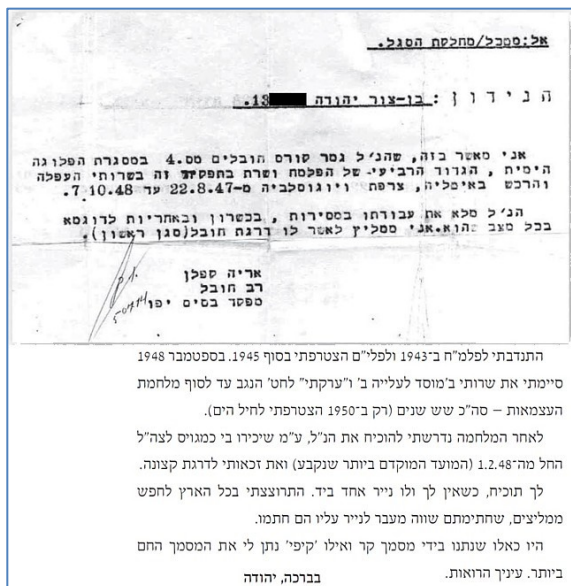 אל:מטכל/מחלקת הסגל.
הנידון: בן-צור יהודה 13.
אני מאשר בזה, שהנ'ל גמר קורס חובלים מס.4 במסגרת הפלוגה
הימית, הגדוד הרביעי של הפלמח ושרת בתפקיד זה בשרותי העפלה
והרכש באיטליה, צרפת ויוגוסלביה מ-22.8.47 עד 7.10.48.
הנ'ל מלא את עבודתו במסירות, בכשרון ובאחריות לדוגמא
בכל מצב שהוא.אני ממליץ לאשר לו דרגת חובל(סגן ראשון).
אריה קפלן
רב חובל
מפקד בסיס יפו
התנדבתי לפלמ"ח ב־1943 ולפלי"ם הצטרפתי בסוף 1945. בספטמבר 1948
סיימתי את שרותי ב'מוסד לעלייה ב' ו"ערקתי" לחט' הנגב עד לסוף מלחמת
העצמאות – סה"כ שש שנים (רק ב־1950 הצטרפתי לחיל הים).
לאחר המלחמה נדרשתי להוכיח את הנ"ל, ע"מ שיכירו בי כמגויס לצה"ל
החל מה־1.2.48 (המועד המוקדם ביותר שנקבע) ואת זכאותי לדרגת קצונה.
לך תוכיח, כשאין לך ולו נייר אחד ביד. התרוצצתי בכל הארץ לחפש
ממליצים, שחתימתם שווה מעבר לנייר עליו הם חתמו.
היו כאלו שנתנו בידי מסמך קר ואילו 'קיפי' נתן לי את המסמך החם
ביותר. עיניך הרואות.
בברכה, יהודה